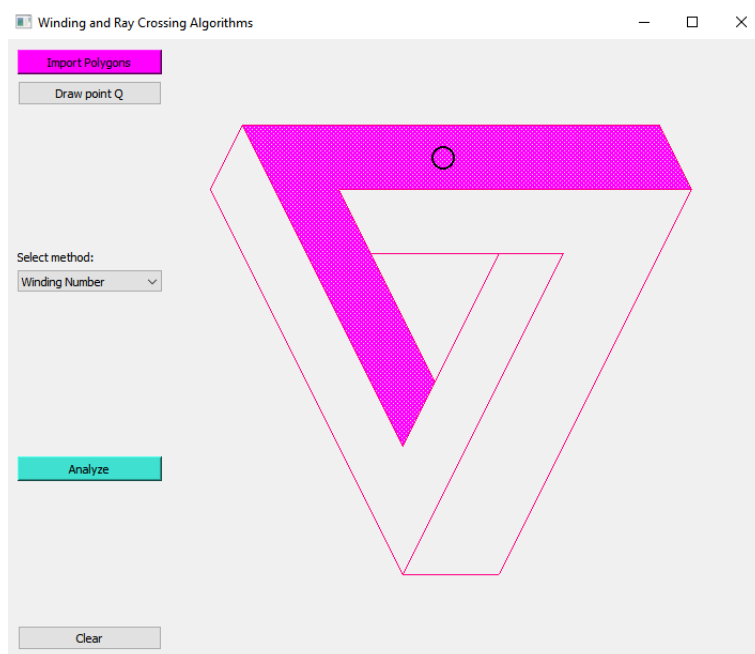 Winding and Ray Crossing Algorithms
Import Polygons
Draw point Q
Select method:
Winding Number
Analyze
Clear